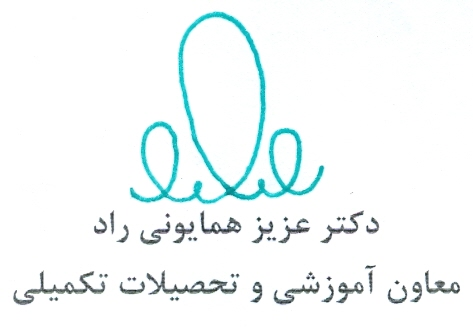 دکتر عزیز همایونی راد
معاون آموزشی و تحصیلات تکمیلی